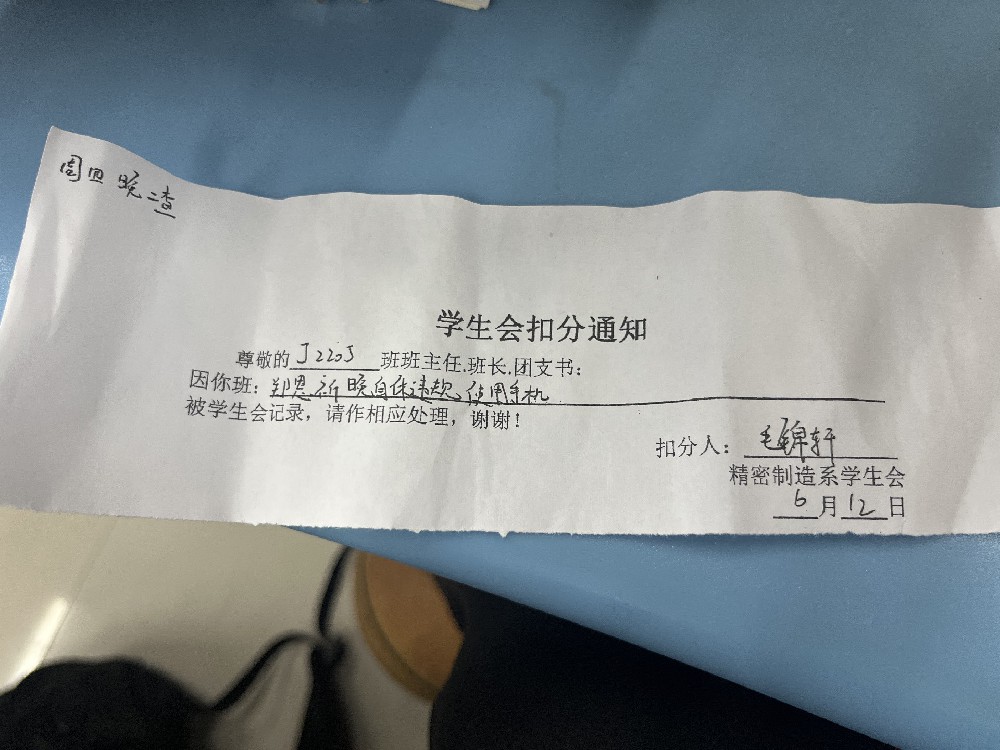 周四 晚二查
学生会扣分通知
尊敬的J220J班班主任.班长.团支书:
因你班:郑恩祈晚自休违规,使用手机
被学生会记录，请作相应处理，谢谢!
扣分人:毛锦轩
精密制造系学生会
6月12日